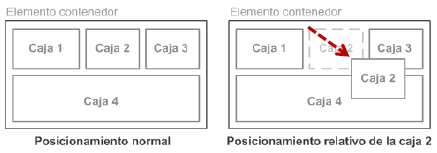 Elemento contenedor
Caja 1
Caja 2
Caja 3
Caja 4
Posicionamiento normal
Elemento contenedor
Caja 1
Caja 2
Caja 3
Caja 2
Caja 4
Posicionamiento relativo de la caja 2